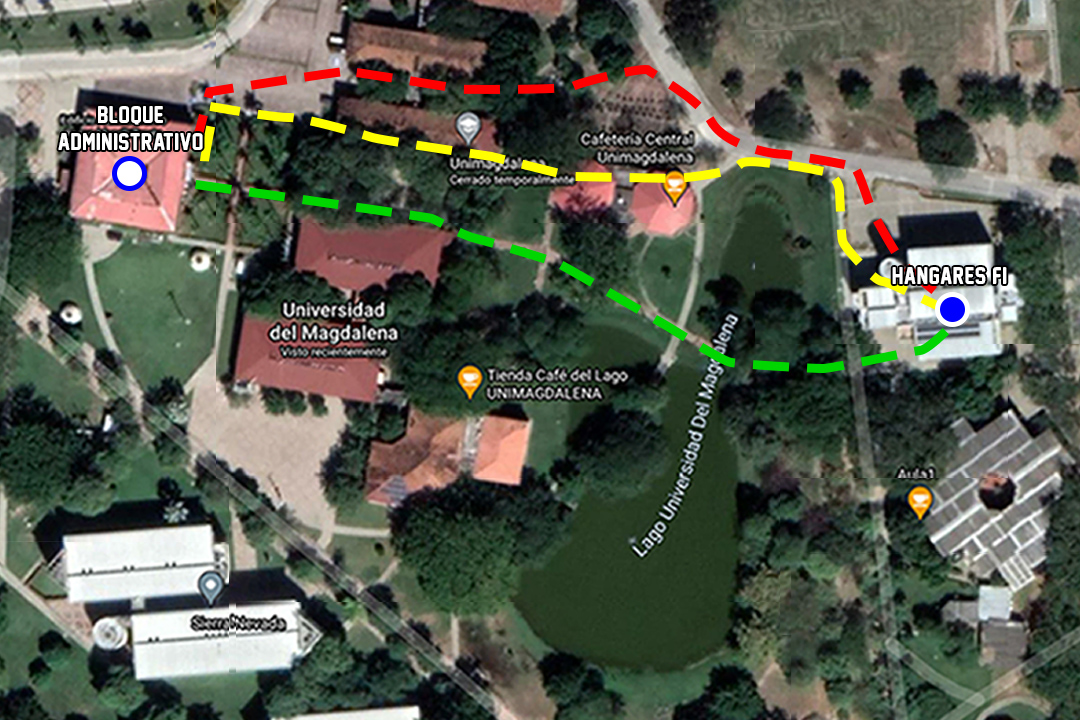 BLOQUE
ADMINISTRATIVO
Cafetería Central
Unimagdalena
Unimagdalena
Cerrado temporalmente
HANGARES FI
Universidad
del Magdalena
Visto recientemente
Tienda Café del Lago
UNIMAGDALENA
Lago Universidad Del Magdalena
Aula1
Sierra Nevada